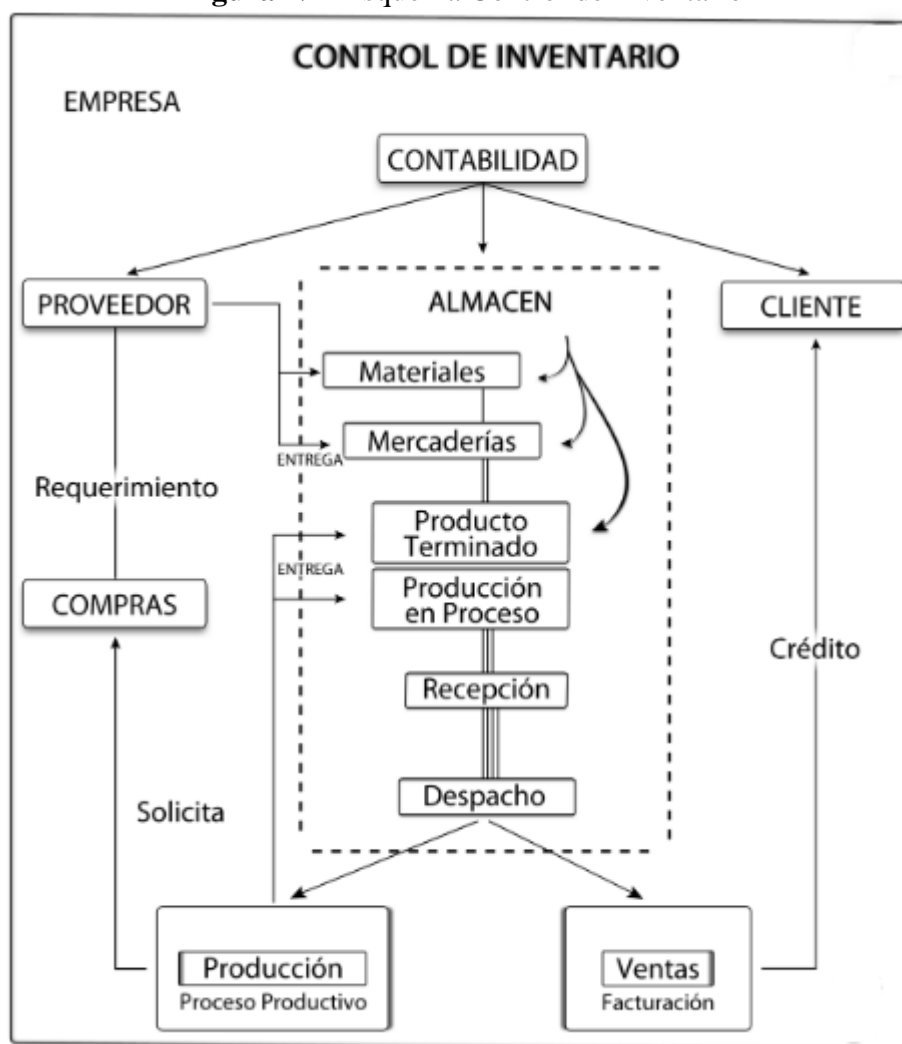 CONTROL DE INVENTARIO
EMPRESA
CONTABILIDAD
PROVEEDOR
ALMACEN
CLIENTE
Materiales
Mercaderías
ENTREGA
Requerimiento
Producto
Terminado
ENTREGA
Producción
en Proceso
COMPRAS
Crédito
Recepción
Despacho
Solicita
Producción
Proceso Productivo
Ventas
Facturación